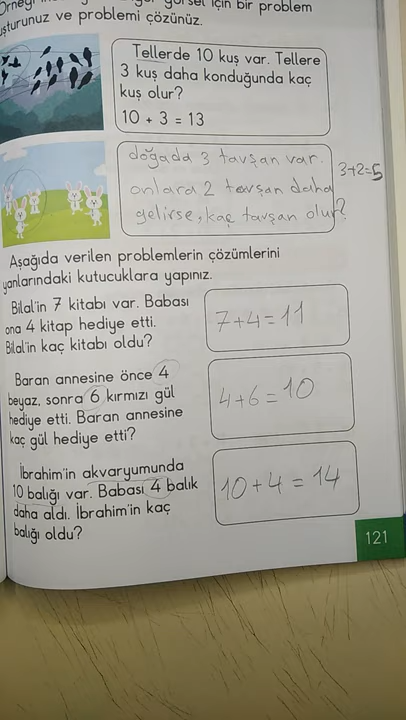 Örneği
görsel için bir problem
uşturunuz ve problemi çözünüz.
Tellerde 10 kuş var. Tellere
3 kuş daha konduğunda kaç
kuş olur?
10 + 3 = 13
doğada 3 tavşan var.
onlara 2 tavşan daha
gelirse, kaç tavşan olur?
3+2=5
Aşağıda verilen problemlerin çözümlerini
yanlarındaki kutucuklara yapınız.
Bilal'in 7 kitabı var. Babası
ona 4 kitap hediye etti.
Bilal'in kaç kitabı oldu?
7+4=11
Baran annesine önce 4
beyaz, sonra 6 kırmızı gül
hediye etti. Baran annesine
kaç gül hediye etti?
4+6=10
İbrahim'in akvaryumunda
10 balığı var. Babası 4 balık
daha aldı. İbrahim'in kaç
balığı oldu?
10+4=14
121